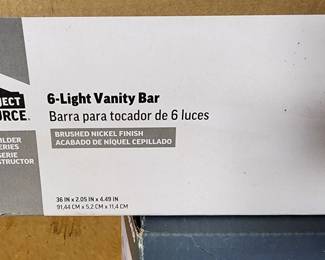 JECT
URCE.
ILDER
ERIES
SERIE
NSTRUCTOR
6-Light Vanity Bar
Barra para tocador de 6 luces
BRUSHED NICKEL FINISH
ACABADO DE NÍQUEL CEPILLADO
36 IN X 2.05 IN X 4.49 IN
91,44 CM x 5,2 CM x 11,4 CM